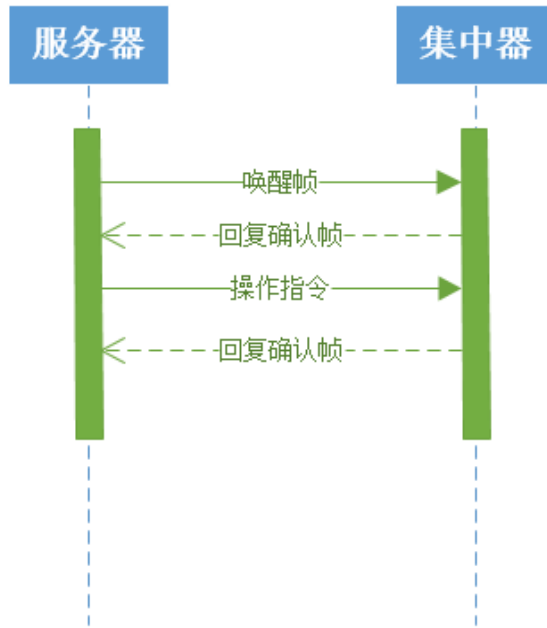 服务器
集中器
唤醒帧
回复确认帧
操作指令
回复确认帧